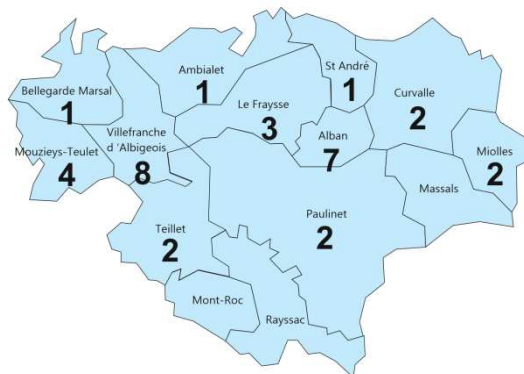 Bellegarde Marsal
1
Ambialet
1
St André
1
Curvalle
2
Le Fraysse
3
Villefranche
d 'Albigeois
8
Mouzieys-Teulet
4
Alban
7
Miolles
2
Massals
Paulinet
2
Teillet
2
Mont-Roc
Rayssac